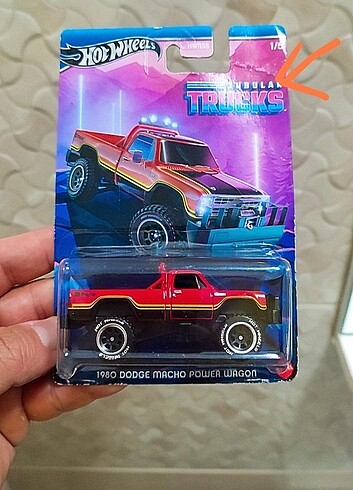 HOT WHEELS
1/5
TRUCKS
1980 DODGE MACHO POWER WAGON